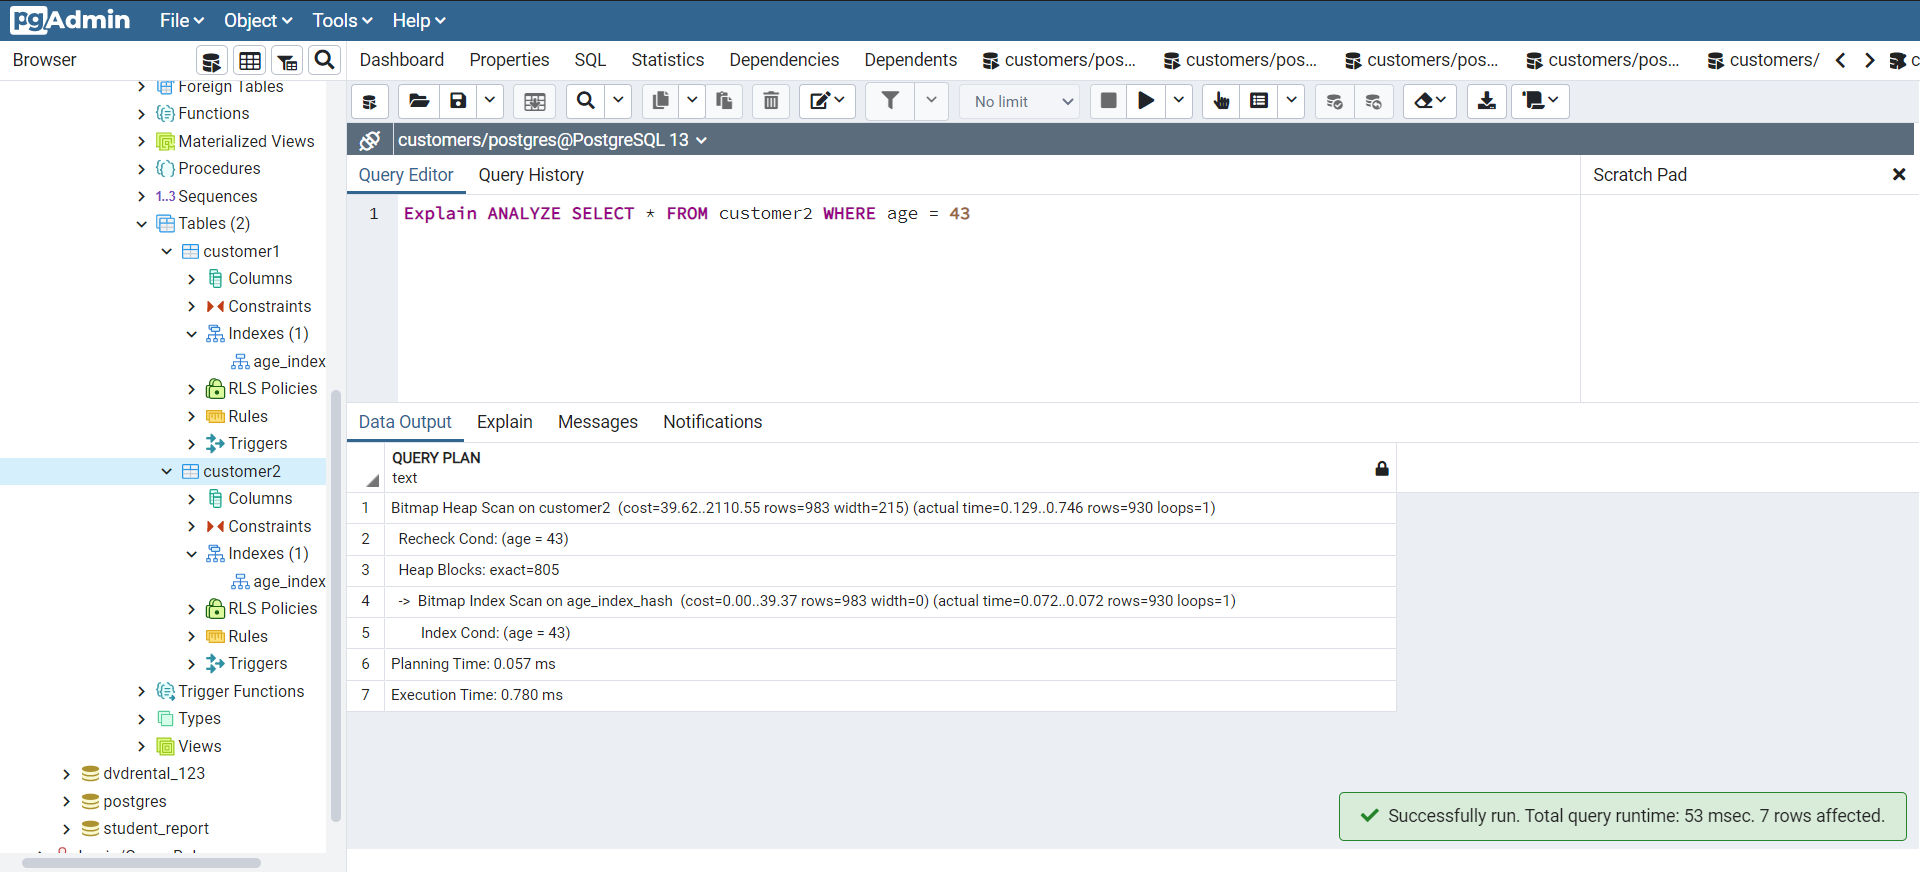 pgAdmin File Object Tools Help
Browser
Dashboard Properties SQL Statistics Dependencies Dependents customers/pos... customers/pos... customers/pos... customers/pos... customers/ c
No limit
customers/postgres@PostgreSQL 13
Query Editor Query History
Scratch Pad
1 Explain ANALYZE SELECT * FROM customer2 WHERE age = 43
Foreign Tables
Functions
Materialized Views
Procedures
1..3 Sequences
Tables (2)
customer1
Columns
Constraints
Indexes (1)
age_index
RLS Policies
Rules
Triggers
customer2
Columns
Constraints
Indexes (1)
age_index
RLS Policies
Rules
Triggers
Trigger Functions
Types
Views
dvdrental_123
postgres
student_report
Data Output Explain Messages Notifications
QUERY PLAN
text
1 Bitmap Heap Scan on customer2 (cost=39.62..2110.55 rows=983 width=215) (actual time=0.129..0.746 rows=930 loops=1)
2 Recheck Cond: (age = 43)
3 Heap Blocks: exact=805
4 -> Bitmap Index Scan on age_index_hash (cost=0.00..39.37 rows=983 width=0) (actual time=0.072..0.072 rows=930 loops=1)
5 Index Cond: (age = 43)
6 Planning Time: 0.057 ms
7 Execution Time: 0.780 ms
Successfully run. Total query runtime: 53 msec. 7 rows affected.